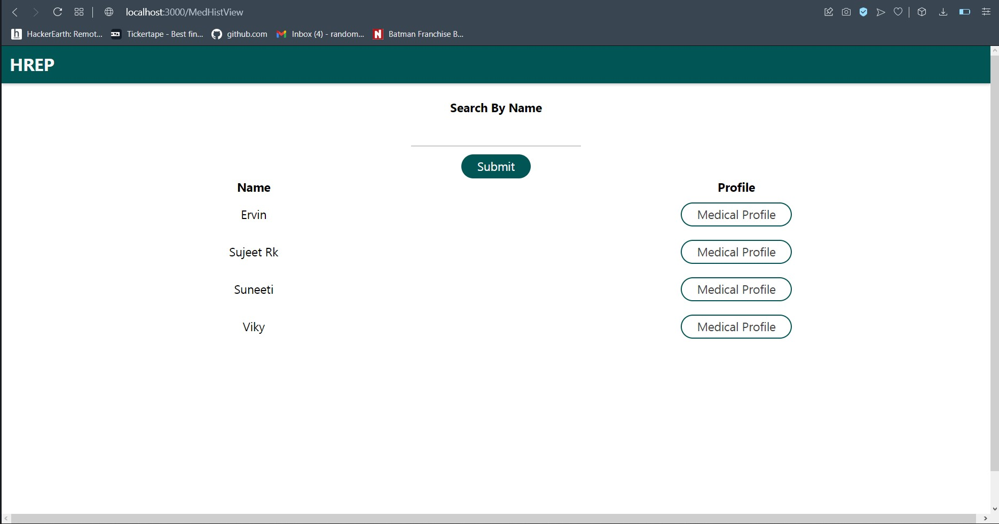 localhost:3000/MedHistView
HackerEarth: Remot... Tickertape - Best fin... github.com Inbox (4) - random... N Batman Franchise B...
HREP
Search By Name
Submit
Name Profile
Ervin Medical Profile
Sujeet Rk Medical Profile
Suneeti Medical Profile
Viky Medical Profile